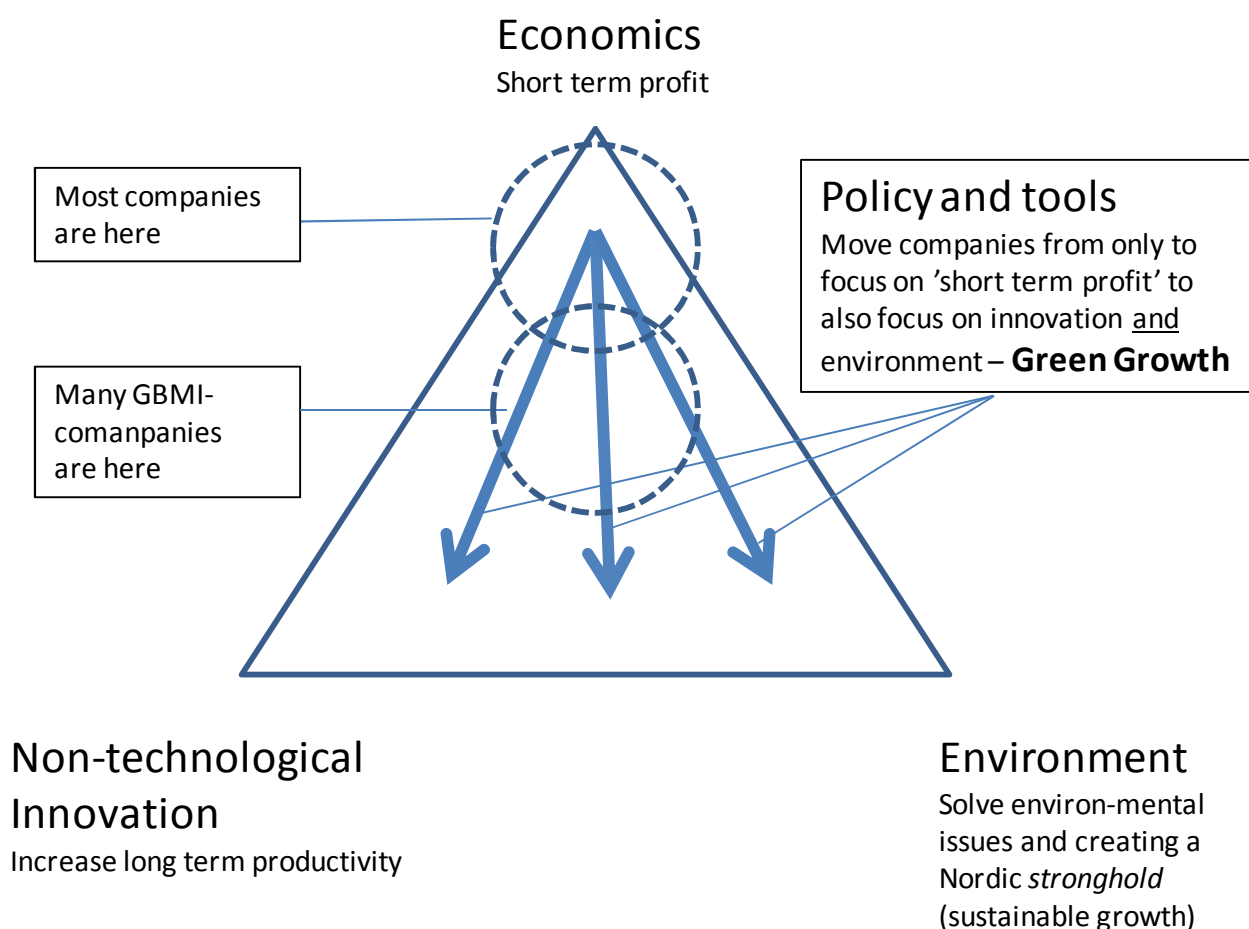 Economics
Short term profit
Most companies
are here
Policy and tools
Move companies from only to
focus on ’short term profit’ to
also focus on innovation and
environment – Green Growth
Many GBMI-
comanpanies
are here
Non-technological
Innovation
Increase long term productivity
Environment
Solve environ-mental
issues and creating a
Nordic stronghold
(sustainable growth)